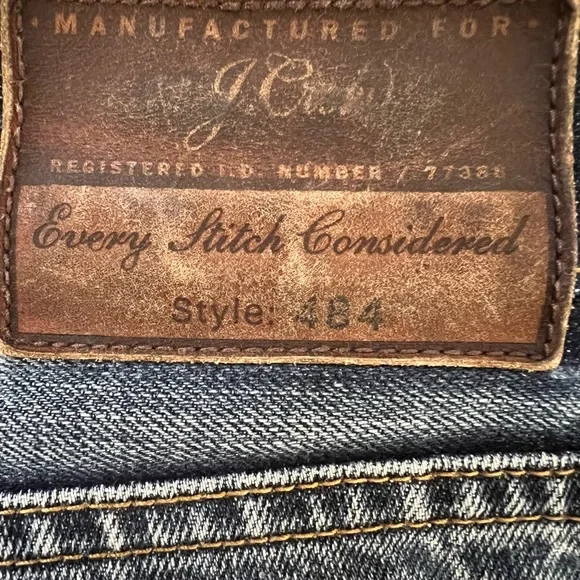 • MANUFACTURED FOR •
J.Crew
REGISTERED I.D. NUMBER / 77388
Every Stitch Considered
Style: 484